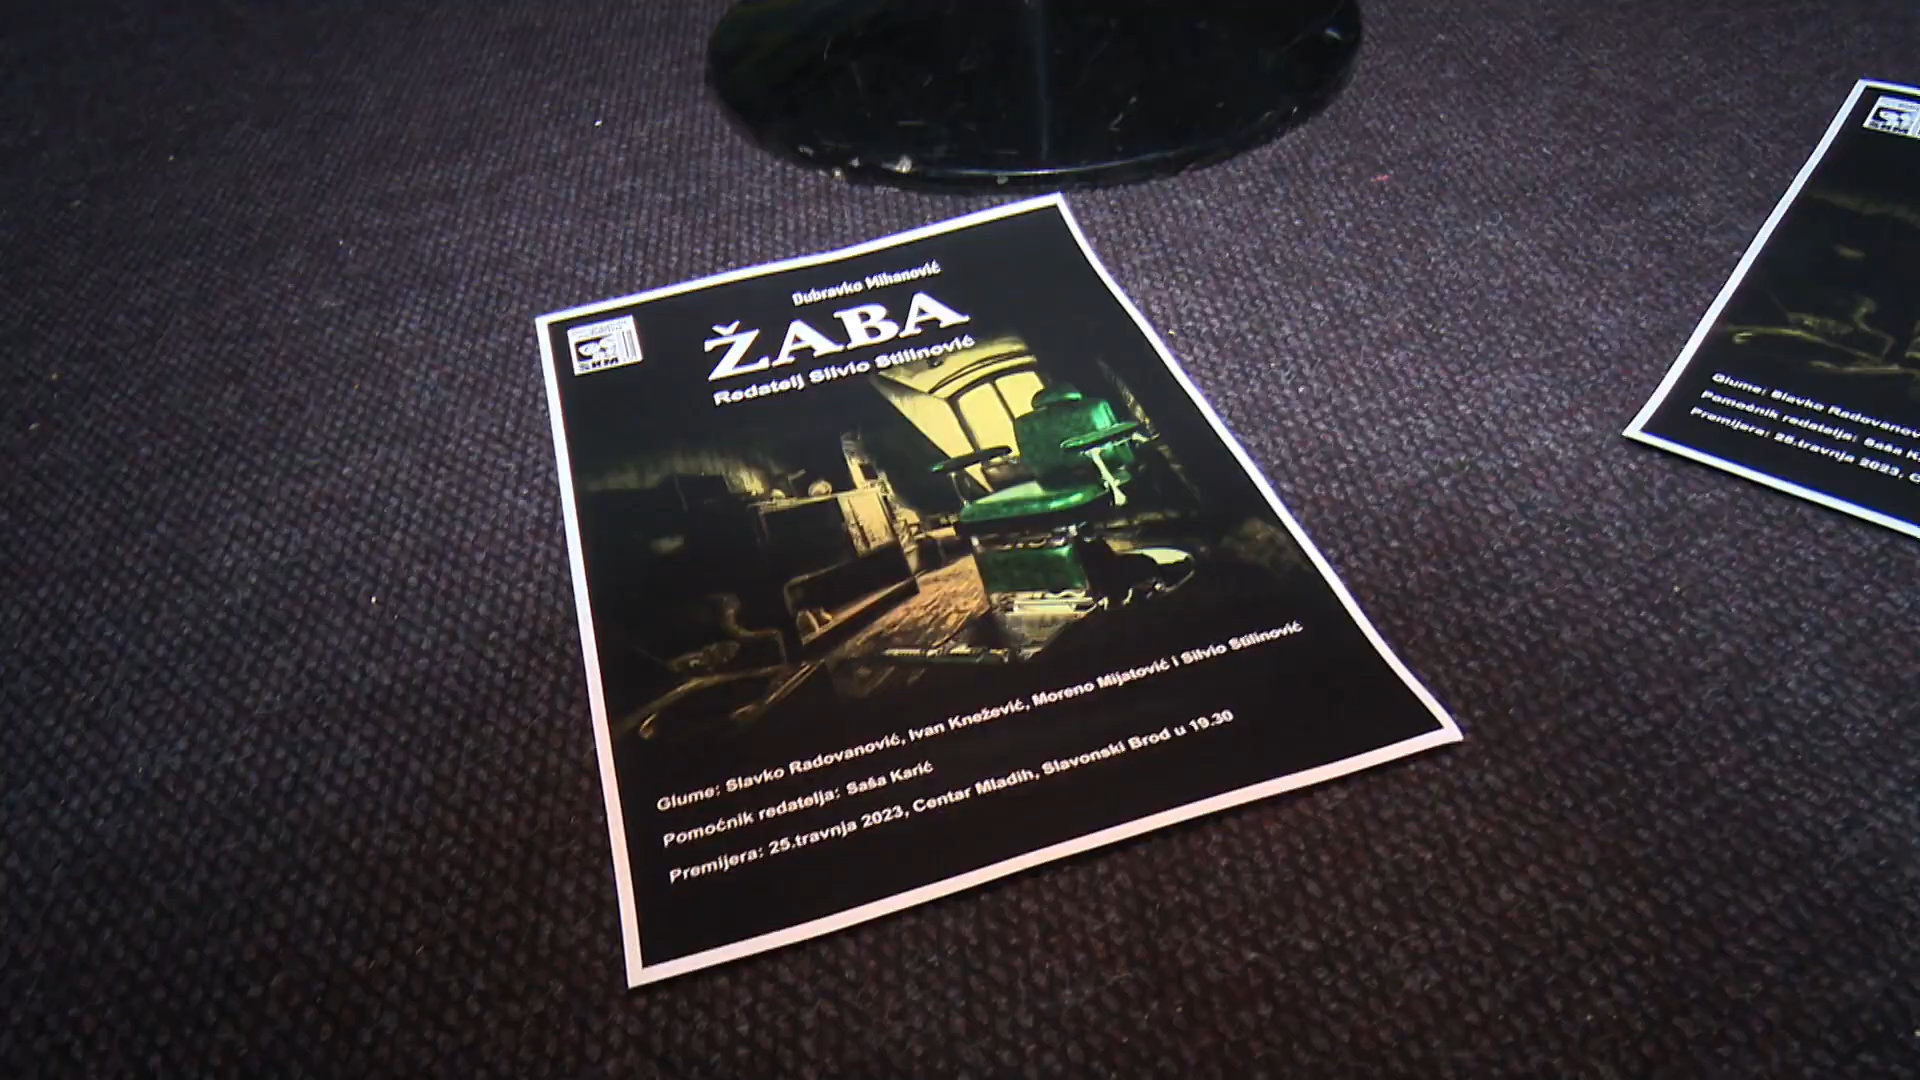 Dubravko Mihanović
ŽABA
Redatelj Silvio Stilinović
SKM
Glume: Slavko Radovanović, Ivan Knežević, Moreno Mijatović i Silvio Stilinović
Pomoćnik redatelja: Saša Karić
Premijera: 25.travnja 2023, Centar Mladih, Slavonski Brod u 19.30
SKM
Glume: Slavko
Pomoćnik redatelja: Saša
Premijera: 25.travnja 2023,